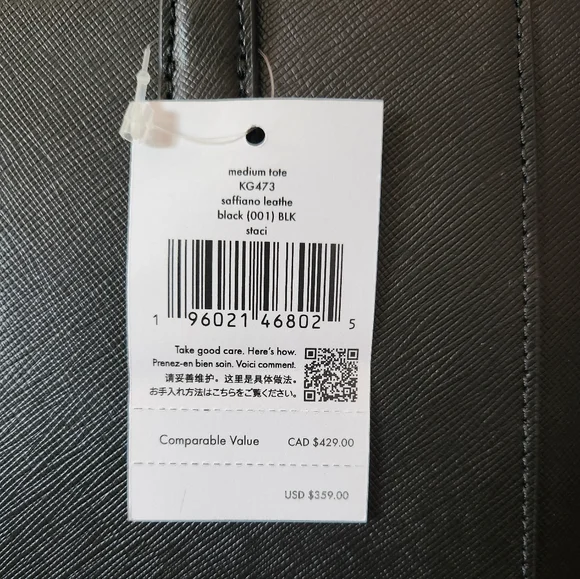 medium tote
KG473
saffiano leathe
black (001) BLK
staci
1 96021 46802 5
Take good care. Here's how.
Prenez-en bien soin. Voici comment.
请妥善维护。这里是具体做法。
お手入れ方法はこちらをご覧ください。
Comparable Value CAD $429.00
USD $359.00